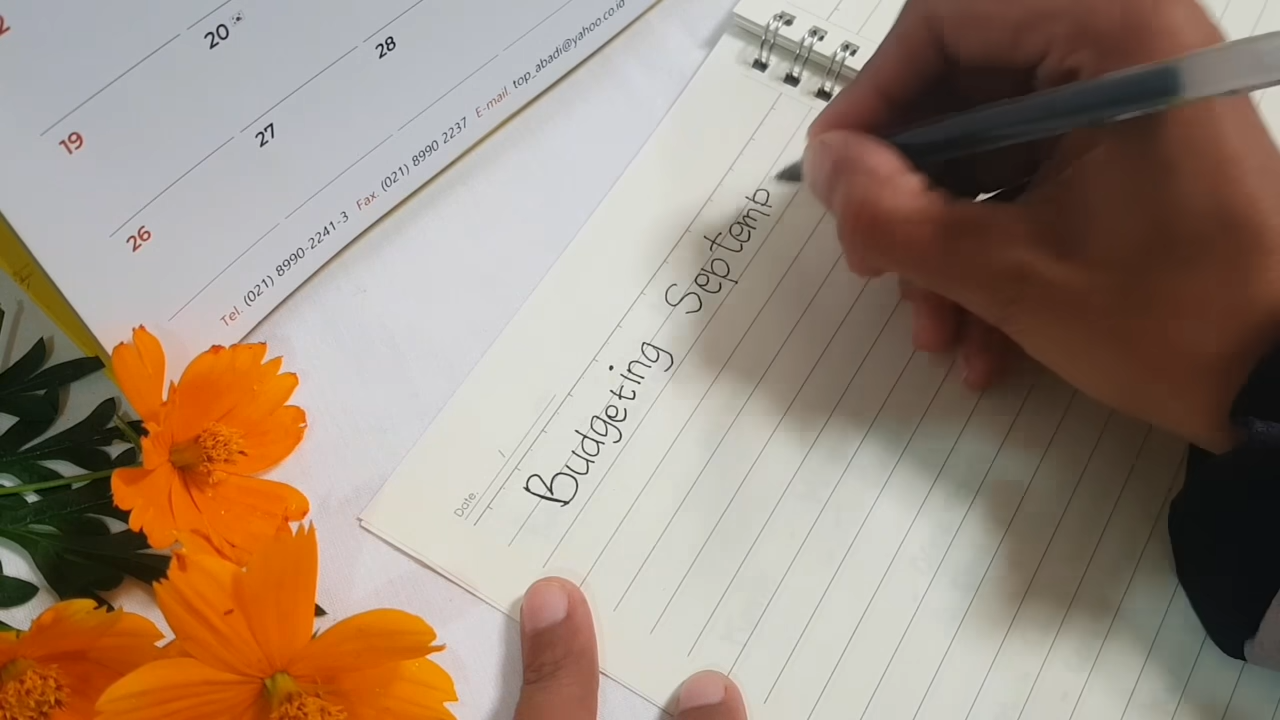 20
28
19
27
26
Tel. (021) 8990-2241-3 Fax. (021) 8990 2237 E-mail. top_abadi@yahoo.co.id
Date.
Budgeting Septemb